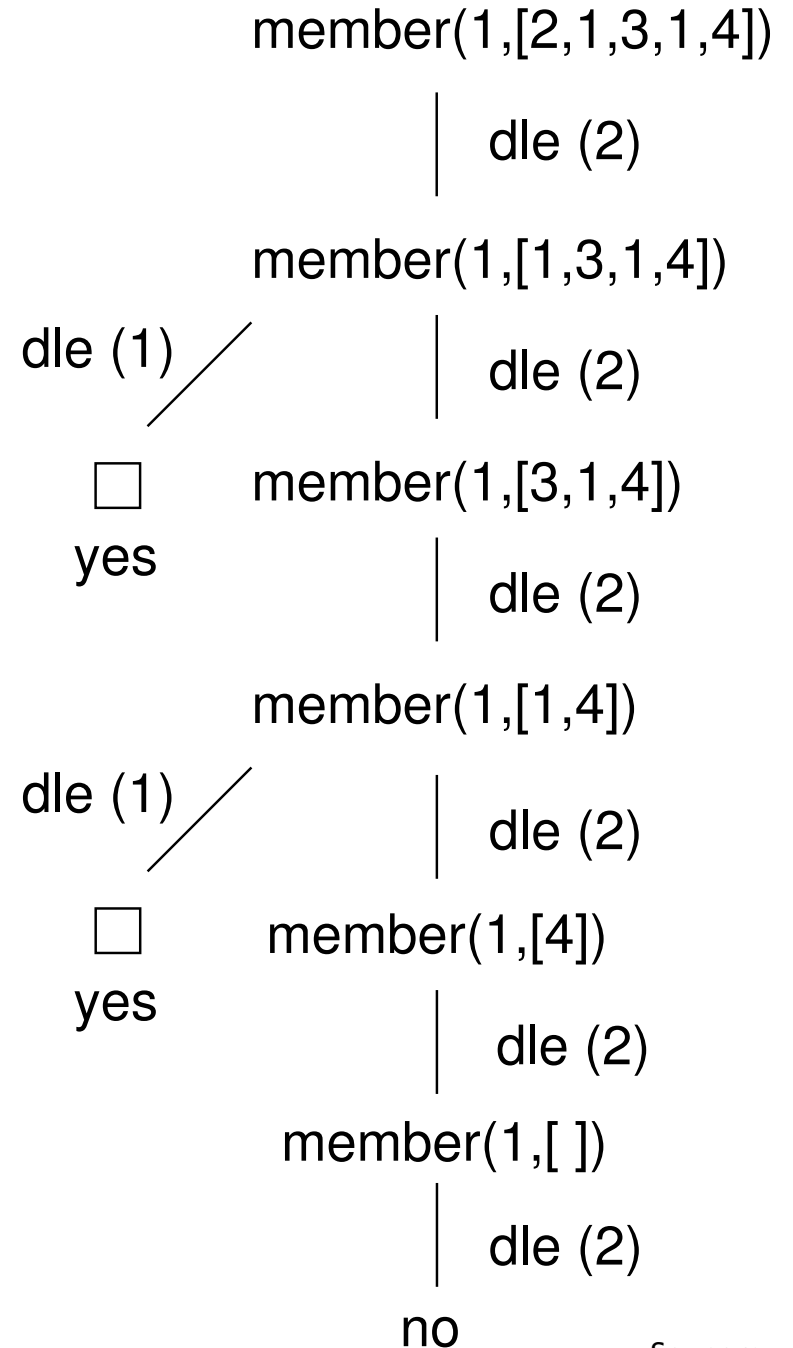 member(1,[2,1,3,1,4])
dle (2)
member(1,[1,3,1,4])
dle (1)
dle (2)
member(1,[3,1,4])
yes
dle (2)
member(1,[1,4])
dle (1)
dle (2)
member(1,[4])
yes
dle (2)
member(1,[ ])
dle (2)
no